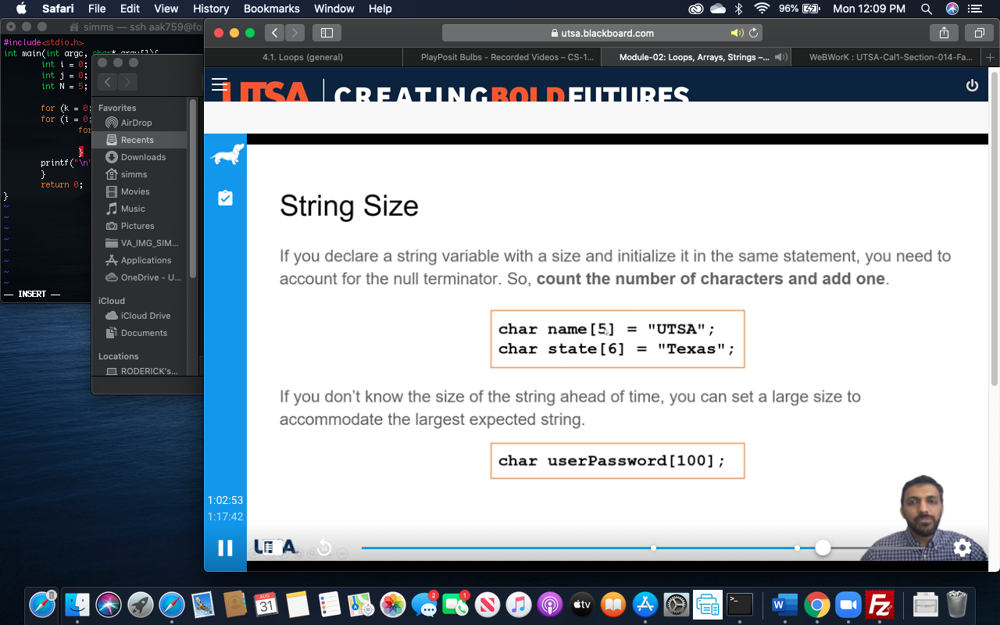 Safari File Edit View History Bookmarks Window Help 96% Mon 12:09 PM
simms — ssh aak759@fo
#include<stdio.h>
int main(int argc, char* argv[]){
int i = 0;
int j = 0;
int N = 5;
for (k = 0;
for (i = 0;
for
}
printf("\n"
}
return 0;
}
~
~
~
~
~
~
~
~
— INSERT —
Favorites
AirDrop
Recents
Downloads
simms
Movies
Music
Pictures
VA_IMG_SIM...
Applications
OneDrive - U...
iCloud
iCloud Drive
Documents
Locations
RODERICK's...
utsa.blackboard.com
4.1. Loops (general)
PlayPosit Bulbs - Recorded Videos – CS-1...
Module-02: Loops, Arrays, Strings –...
WeBWorK : UTSA-Cal1-Section-014-Fa...
UTSA CREATINGBOLDFUTURES
String Size
If you declare a string variable with a size and initialize it in the same statement, you need to
account for the null terminator. So, count the number of characters and add one.
char name[5] = "UTSA";
char state[6] = "Texas";
If you don't know the size of the string ahead of time, you can set a large size to
accommodate the largest expected string.
char userPassword[100];
1:02:53
1:17:42
AUG
31
2
1
tv